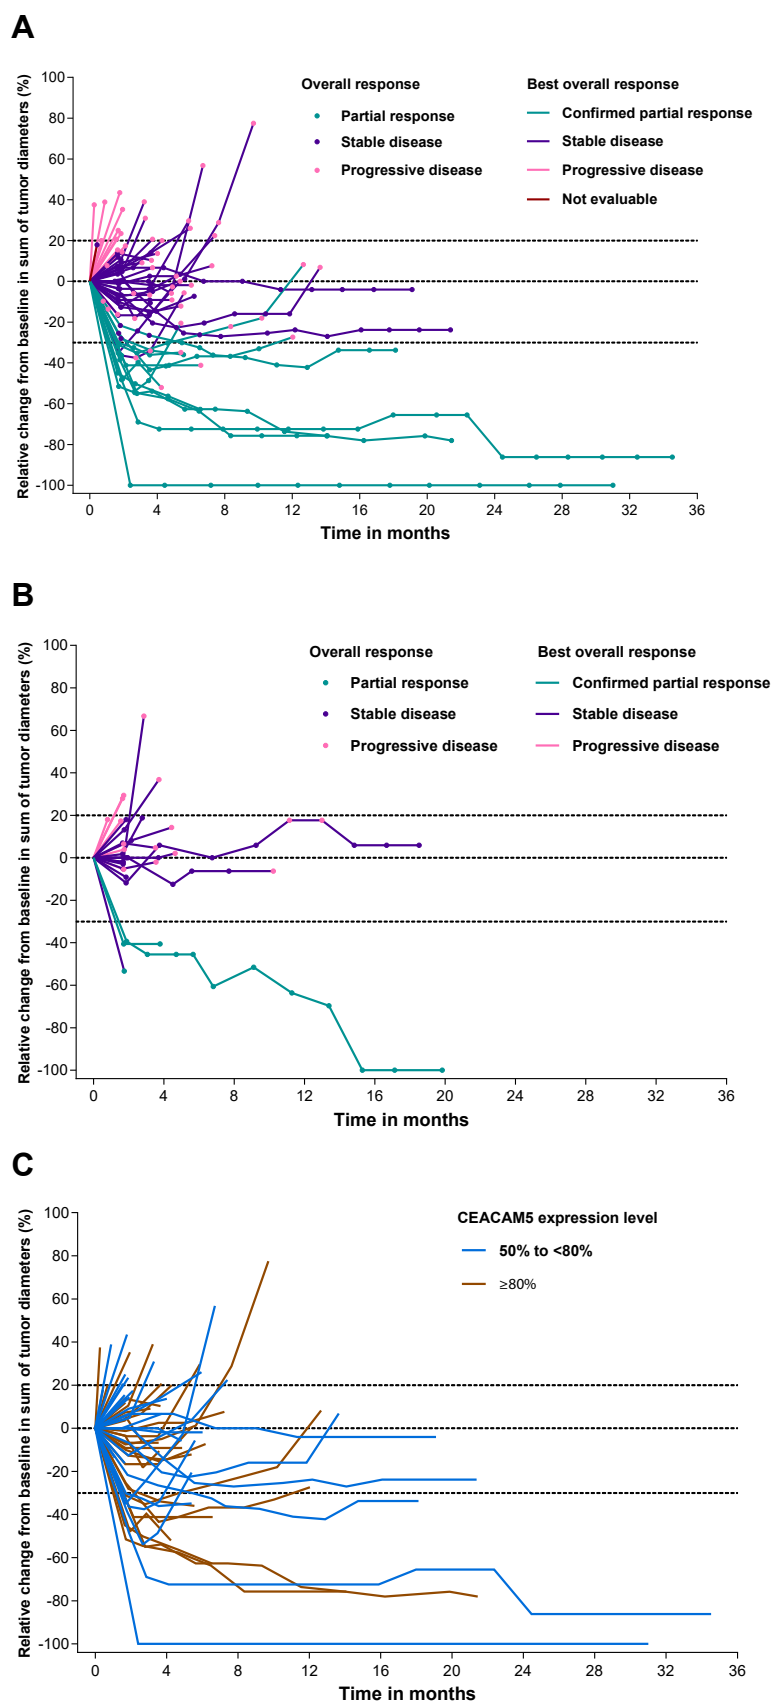 A
Relative change from baseline in sum of tumor diameters (%)
100
80
60
40
20
0
-20
-40
-60
-80
-100
Overall response
Partial response
Stable disease
Progressive disease
Best overall response
Confirmed partial response
Stable disease
Progressive disease
Not evaluable
0 4 8 12 16 20 24 28 32 36
Time in months
B
Relative change from baseline in sum of tumor diameters (%)
100
80
60
40
20
0
-20
-40
-60
-80
-100
Overall response
Partial response
Stable disease
Progressive disease
Best overall response
Confirmed partial response
Stable disease
Progressive disease
0 4 8 12 16 20 24 28 32 36
Time in months
C
Relative change from baseline in sum of tumor diameters (%)
100
80
60
40
20
0
-20
-40
-60
-80
-100
CEACAM5 expression level
50% to <80%
≥80%
0 4 8 12 16 20 24 28 32 36
Time in months